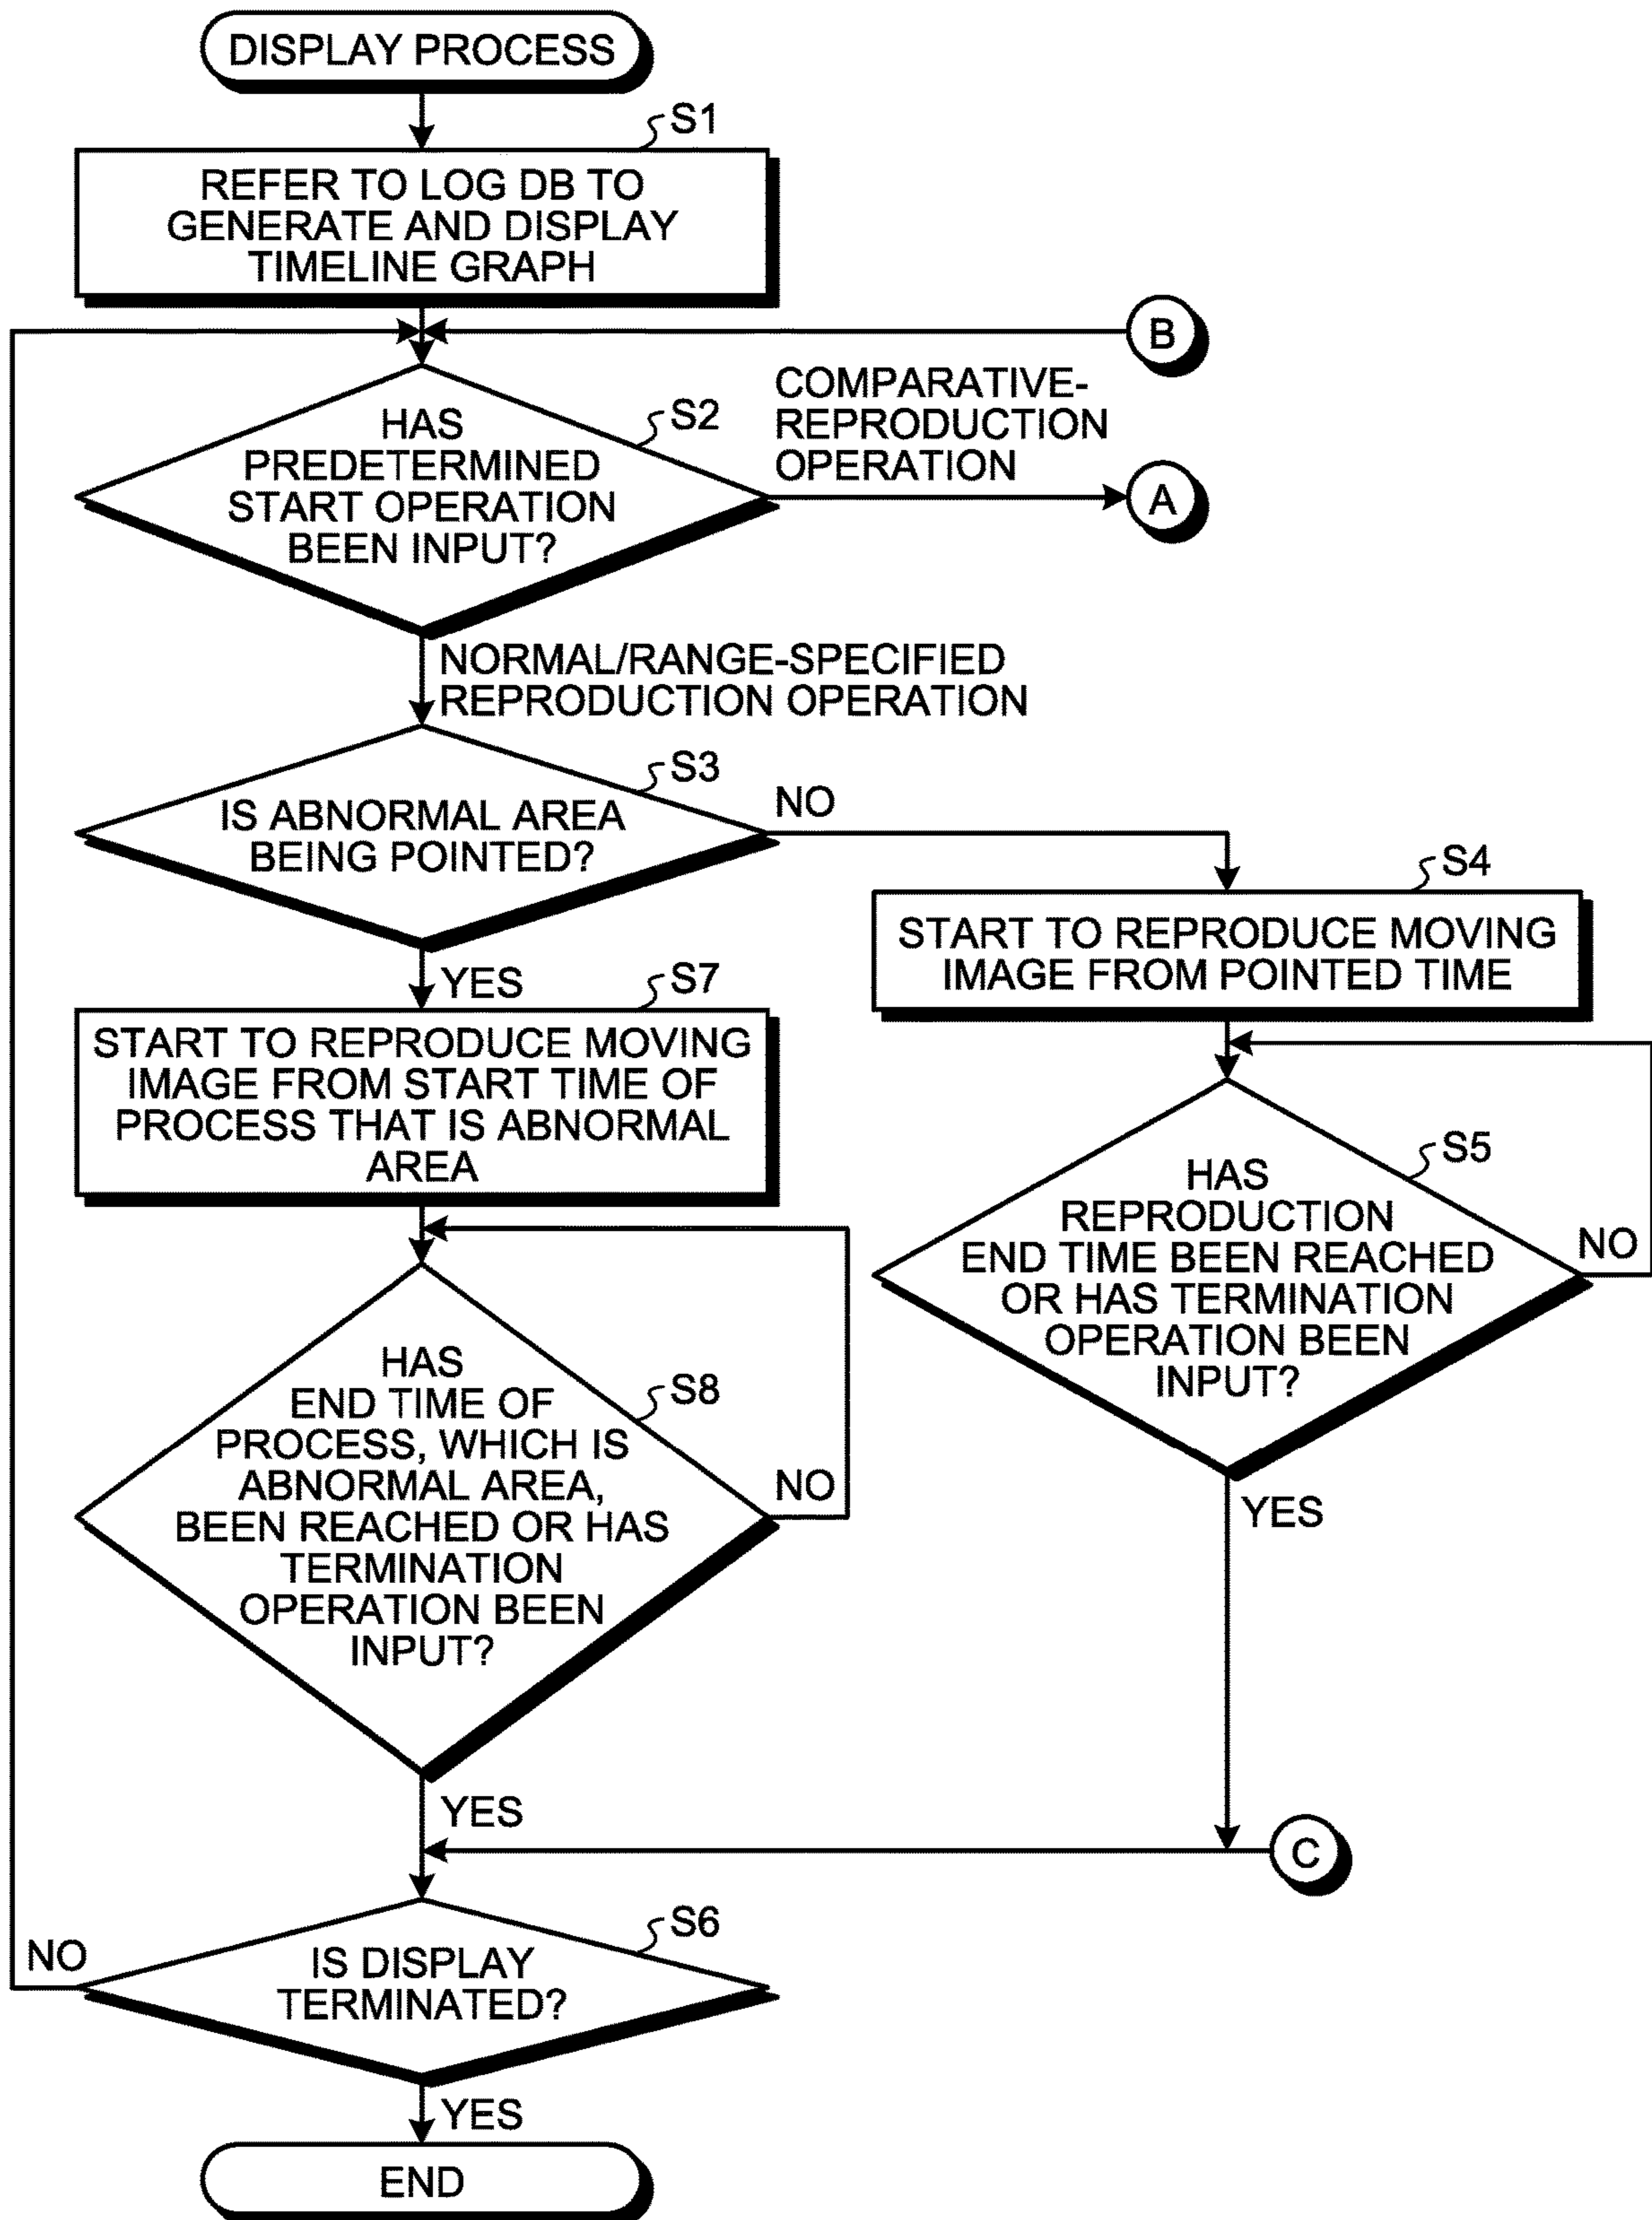 DISPLAY PROCESS
S1
REFER TO LOG DB TO
GENERATE AND DISPLAY
TIMELINE GRAPH
B
S2
HAS
PREDETERMINED
START OPERATION
BEEN INPUT?
COMPARATIVE-
REPRODUCTION
OPERATION
A
NORMAL/RANGE-SPECIFIED
REPRODUCTION OPERATION
S3
IS ABNORMAL AREA
BEING POINTED?
NO
S4
START TO REPRODUCE MOVING
IMAGE FROM POINTED TIME
YES
S7
START TO REPRODUCE MOVING
IMAGE FROM START TIME OF
PROCESS THAT IS ABNORMAL
AREA
S5
HAS
REPRODUCTION
END TIME BEEN REACHED
OR HAS TERMINATION
OPERATION BEEN
INPUT?
NO
YES
S8
HAS
END TIME OF
PROCESS, WHICH IS
ABNORMAL AREA,
BEEN REACHED OR HAS
TERMINATION
OPERATION BEEN
INPUT?
NO
YES
C
S6
IS DISPLAY
TERMINATED?
NO
YES
END